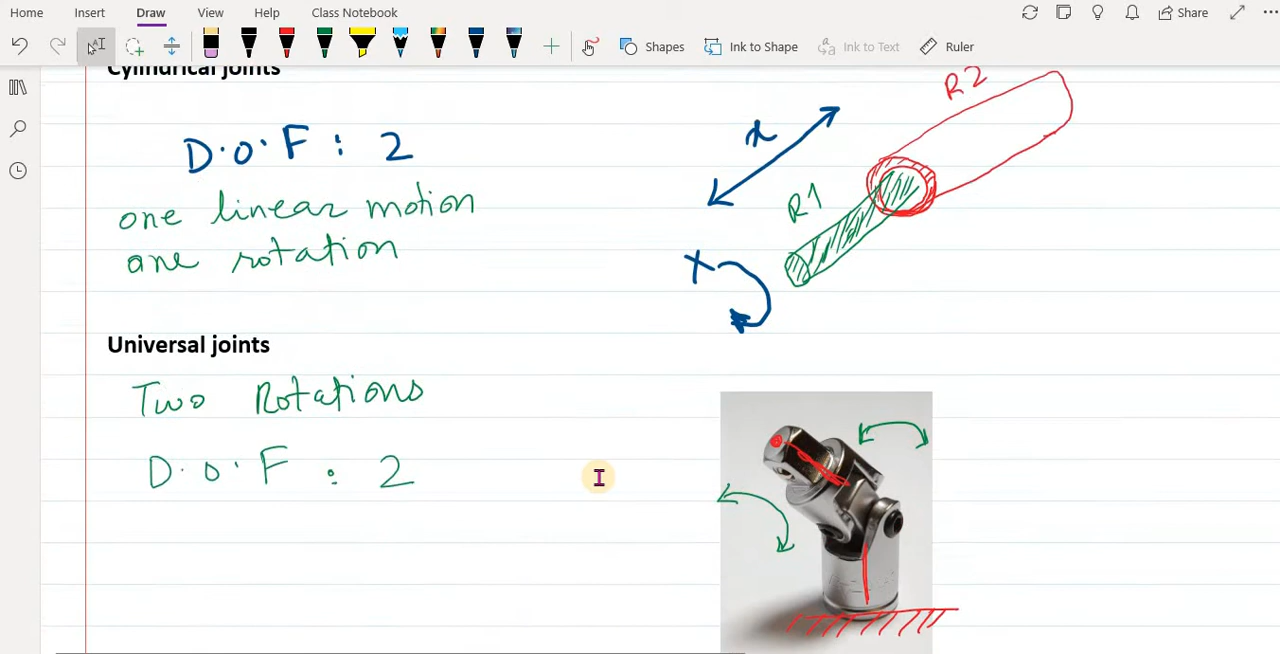 Home Insert Draw View Help Class Notebook Share
Shapes Ink to Shape Ink to Text Ruler
Cylindrical joints
R2
D.O.F : 2
x
one linear motion
R1
one rotation
X
Universal joints
Two Rotations
D.O.F : 2